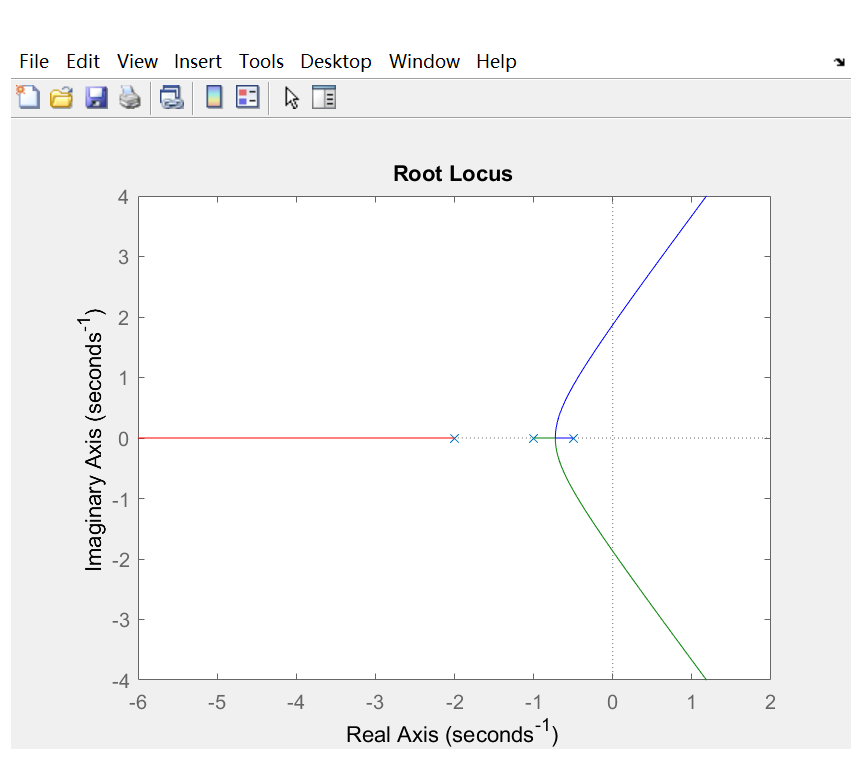 File Edit View Insert Tools Desktop Window Help
Root Locus
4
3
2
1
0
-1
-2
-3
-4
Imaginary Axis (seconds⁻¹)
-6 -5 -4 -3 -2 -1 0 1 2
Real Axis (seconds⁻¹)